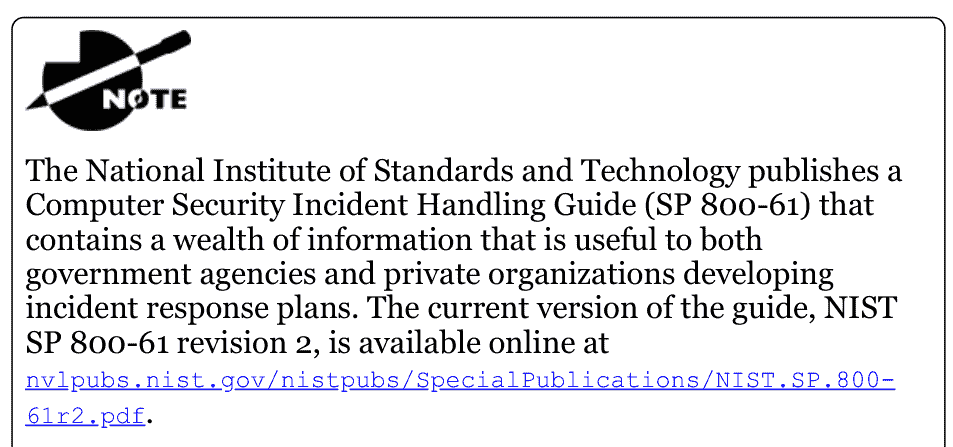 NOTE
The National Institute of Standards and Technology publishes a
Computer Security Incident Handling Guide (SP 800-61) that
contains a wealth of information that is useful to both
government agencies and private organizations developing
incident response plans. The current version of the guide, NIST
SP 800-61 revision 2, is available online at
nvlpubs.nist.gov/nistpubs/SpecialPublications/NIST.SP.800-
61r2.pdf.